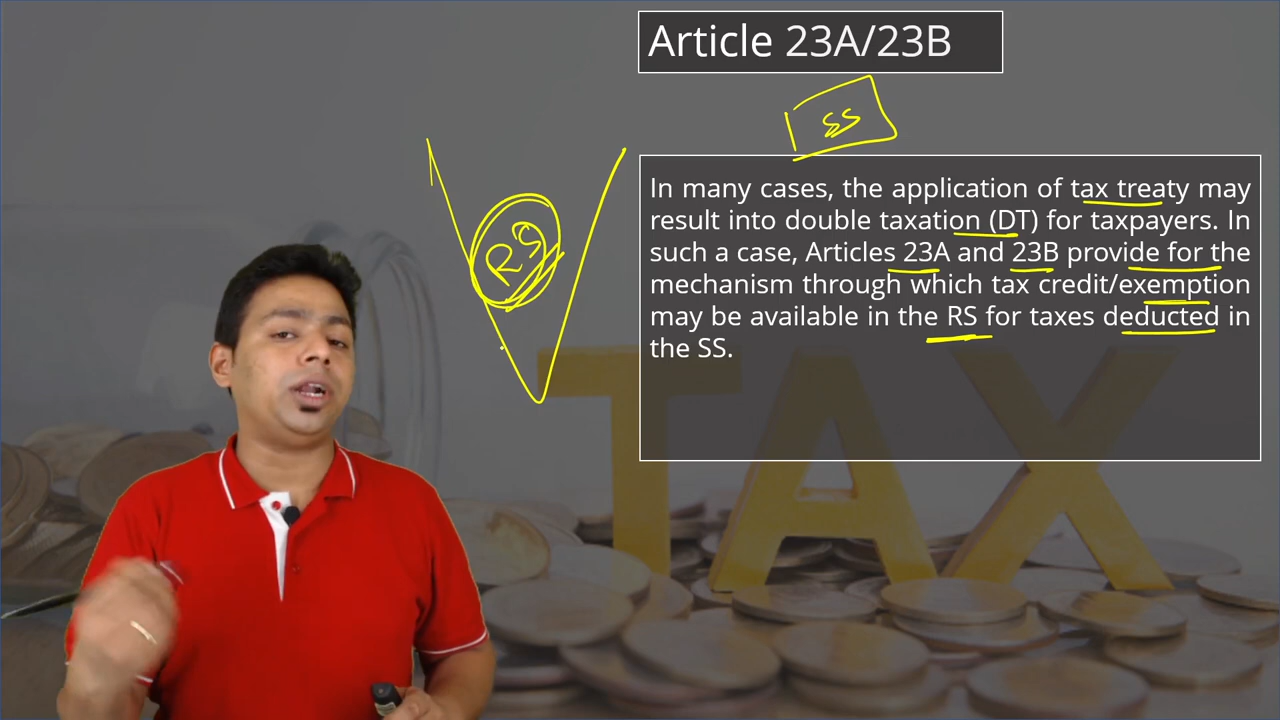 Article 23A/23B
SS
In many cases, the application of tax treaty may
result into double taxation (DT) for taxpayers. In
such a case, Articles 23A and 23B provide for the
mechanism through which tax credit/exemption
may be available in the RS for taxes deducted in
the SS.
RS
TAX